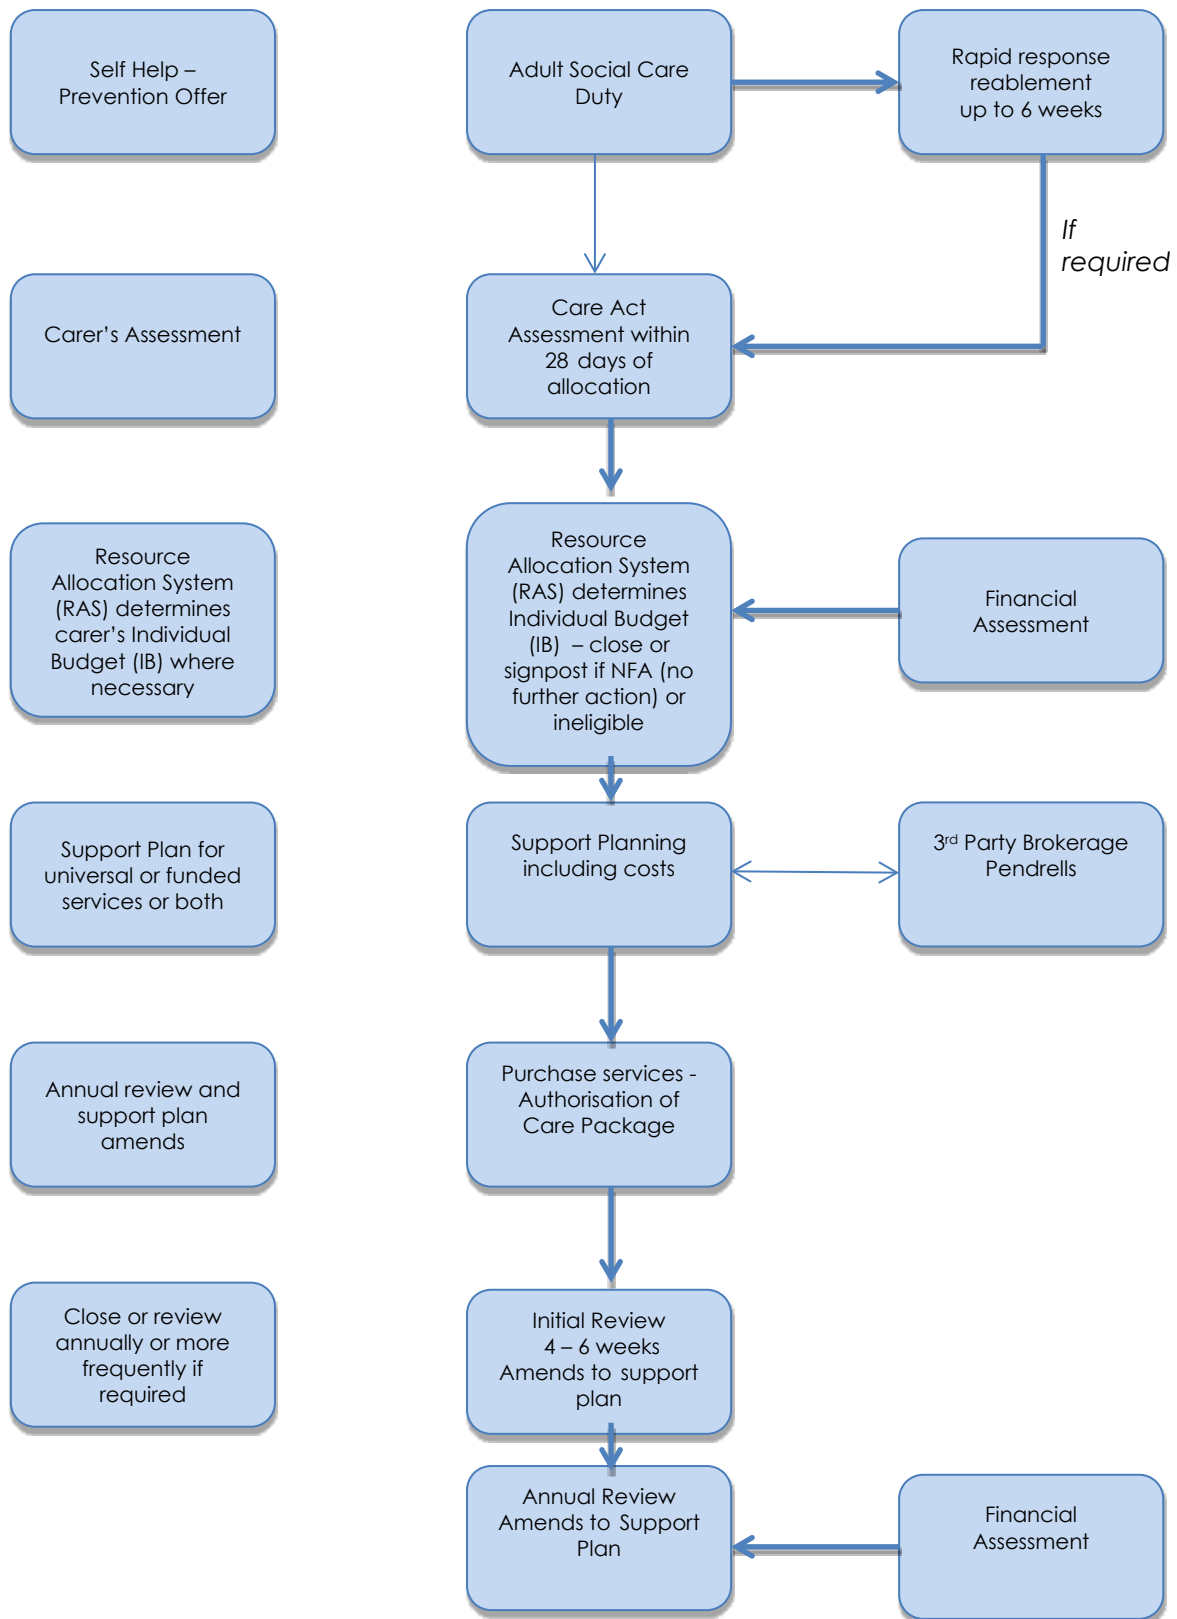 Self Help –
Prevention Offer
Adult Social Care
Duty
Rapid response
reablement
up to 6 weeks
If
required
Carer’s Assessment
Care Act
Assessment within
28 days of
allocation
Resource
Allocation System
(RAS) determines
carer’s Individual
Budget (IB) where
necessary
Resource
Allocation System
(RAS) determines
Individual Budget
(IB) – close or
signpost if NFA (no
further action) or
ineligible
Financial
Assessment
Support Plan for
universal or funded
services or both
Support Planning
including costs
3rd Party Brokerage
Pendrells
Annual review and
support plan
amends
Purchase services -
Authorisation of
Care Package
Close or review
annually or more
frequently if
required
Initial Review
4 – 6 weeks
Amends to support
plan
Annual Review
Amends to Support
Plan
Financial
Assessment